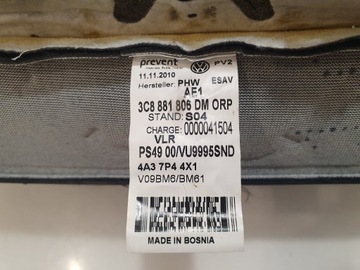 prevent PV2
11.11.2010 ESAV
Hersteller: PHW
AE1
3C8 881 806 DM ORP
STAND: S04
CHARGE: 0000041504
VLR
PS49 00/VU9995SND
4A3 7P4 4X1
V09BM6/BM61
MADE IN BOSNIA